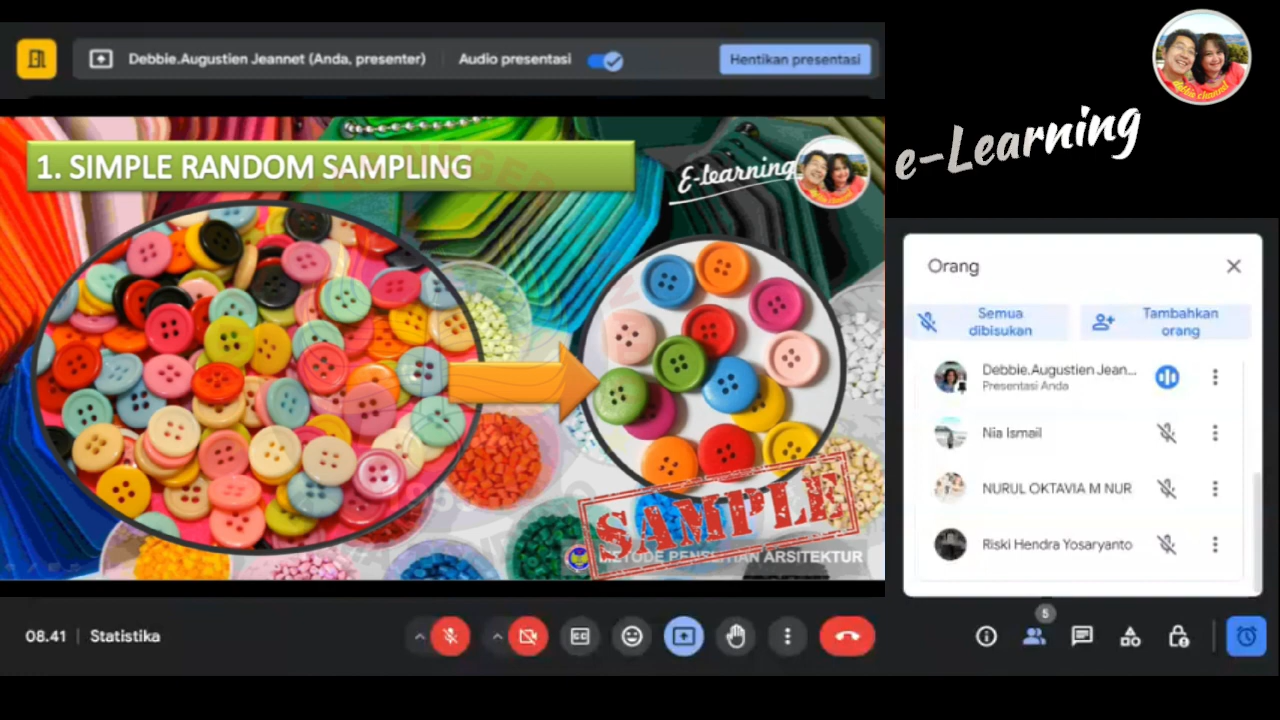 Debbie.Augustien Jeannet (Anda, presenter)
Audio presentasi
Hentikan presentasi
1. SIMPLE RANDOM SAMPLING
E-learning
debbie channel
e-Learning
SAMPLE
METODE PENELITIAN ARSITEKTUR
Orang
Semua
dibisukan
Tambahkan
orang
Debbie.Augustien Jean...
Presentasi Anda
Nia Ismail
NURUL OKTAVIA M NUR
Riski Hendra Yosaryanto
08.41 | Statistika
5